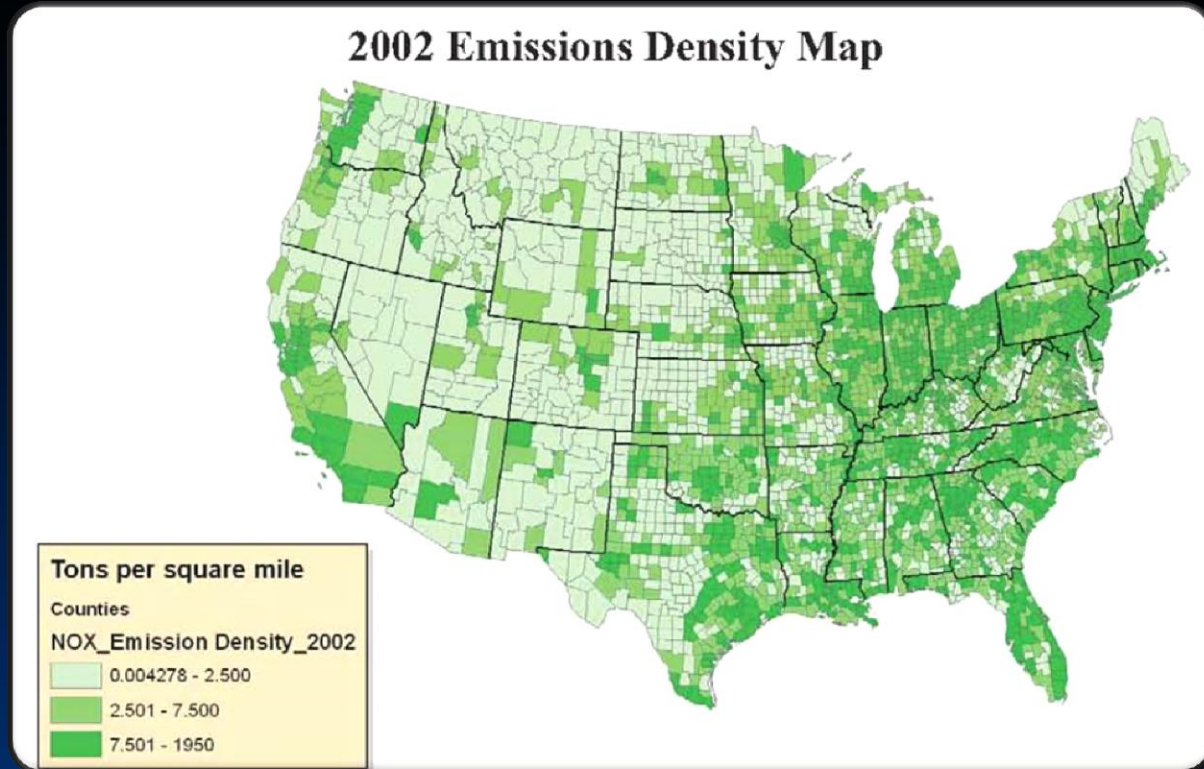 2002 Emissions Density Map
Tons per square mile
Counties
NOX_Emission Density_2002
0.004278 - 2.500
2.501 - 7.500
7.501 - 1950